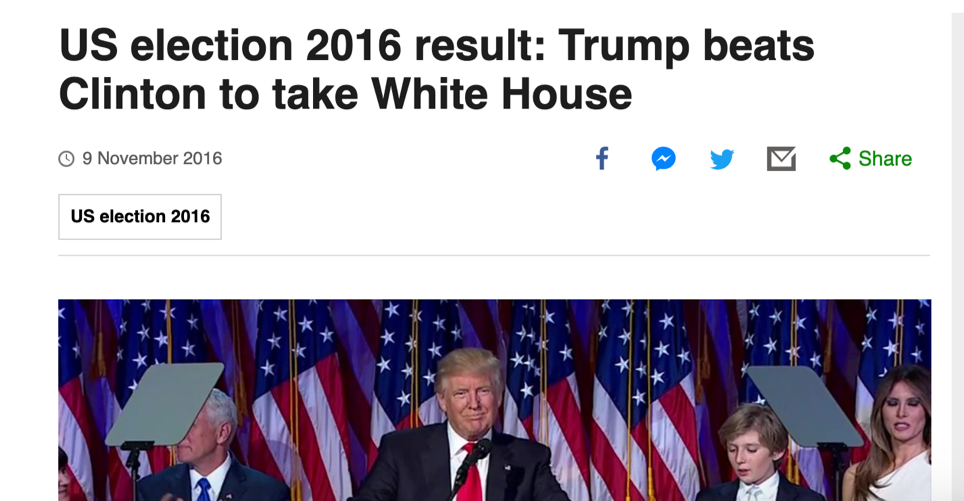 US election 2016 result: Trump beats
Clinton to take White House
9 November 2016
Share
US election 2016